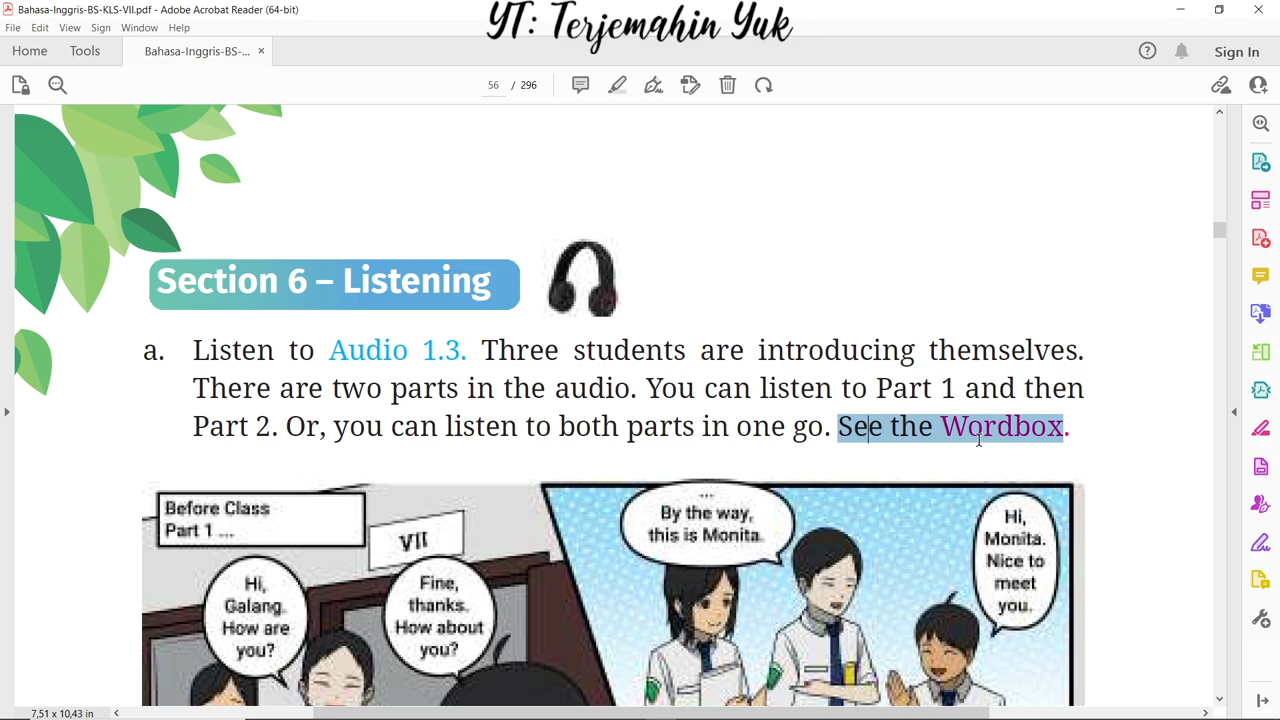 Bahasa-Inggris-BS-KLS-VII.pdf - Adobe Acrobat Reader (64-bit)
YT: Terjemahin Yuk
File Edit View Sign Window Help
Home Tools Bahasa-Inggris-BS-... × Sign In
56 / 296
Section 6 – Listening
a. Listen to Audio 1.3. Three students are introducing themselves.
There are two parts in the audio. You can listen to Part 1 and then
Part 2. Or, you can listen to both parts in one go. See the Wordbox.
Before Class
Part 1 ...
VII
Hi,
Galang.
How are
you?
Fine,
thanks.
How about
you?
...
By the way,
this is Monita.
Hi,
Monita.
Nice to
meet
you.
7,51 x 10,43 in